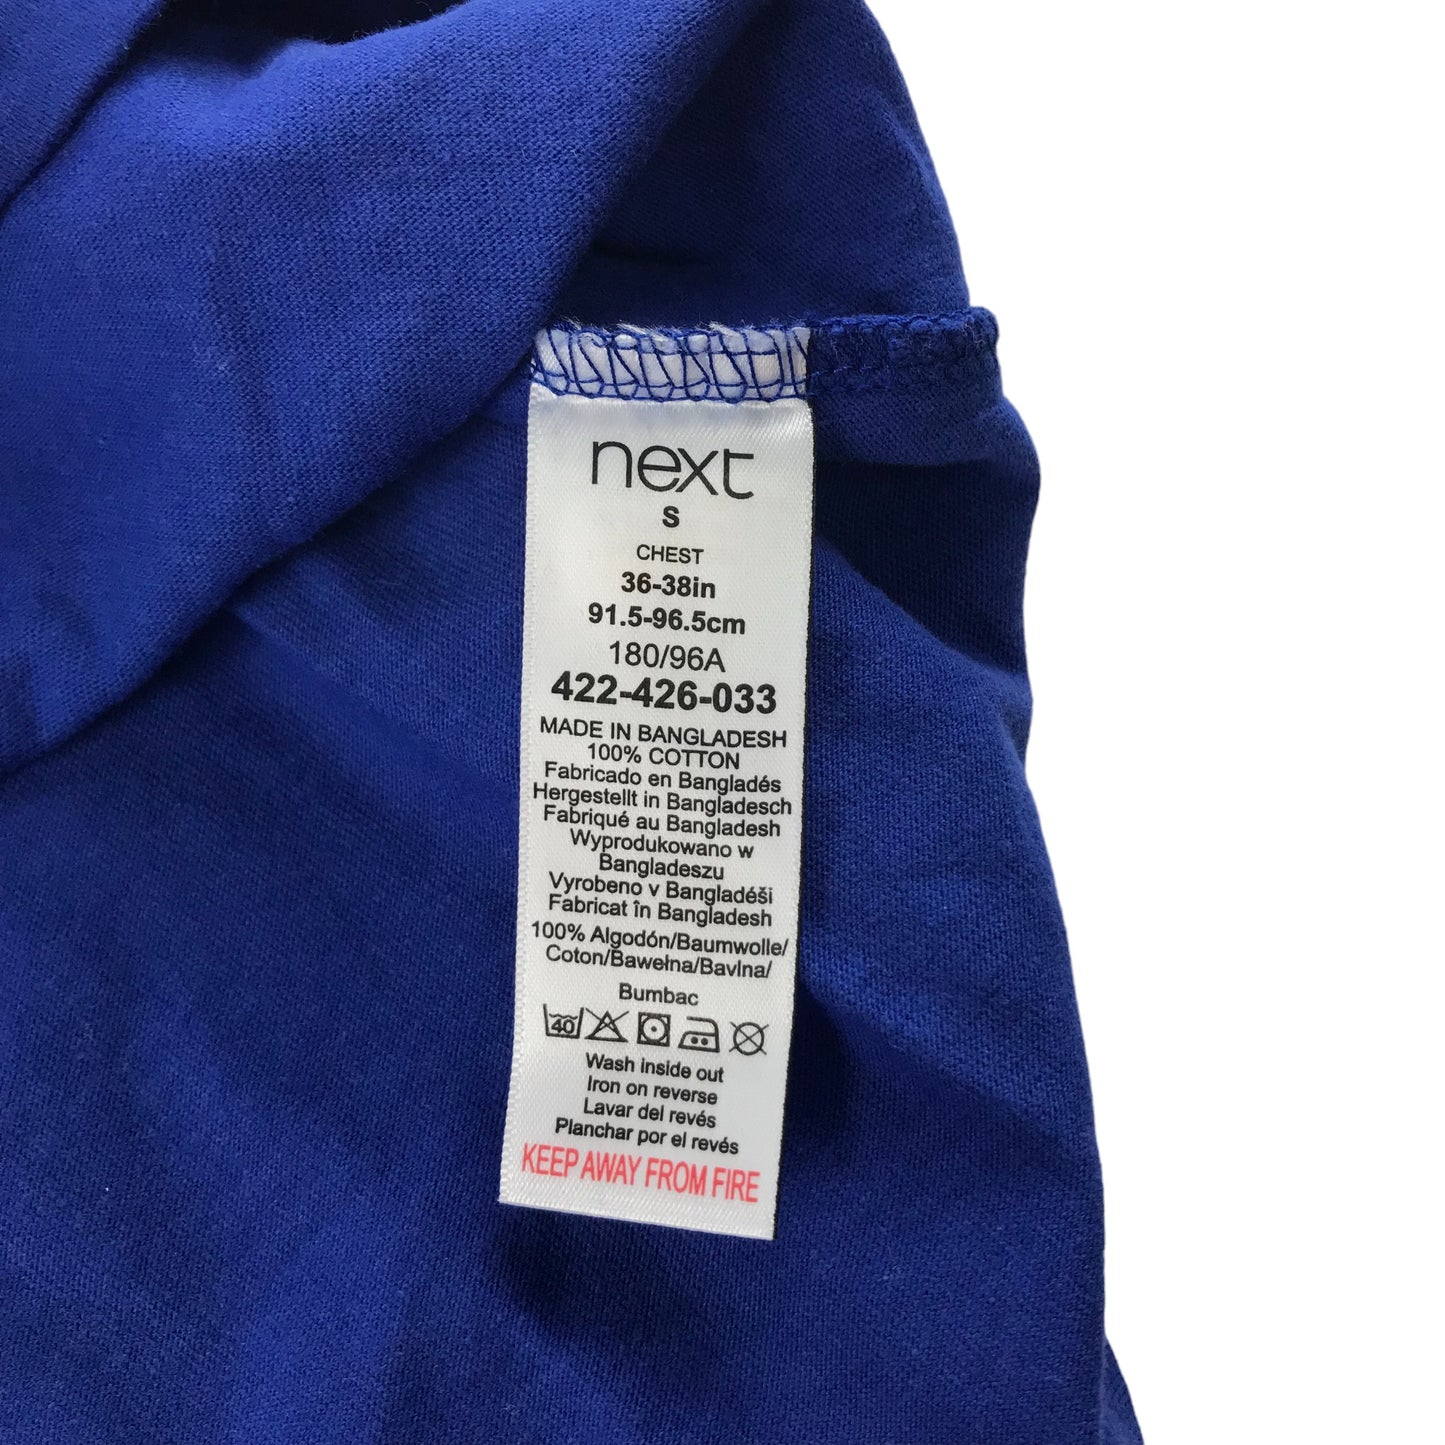 next
S
CHEST
36-38in
91.5-96.5cm
180/96A
422-426-033
MADE IN BANGLADESH
100% COTTON
Fabricado en Bangladés
Hergestellt in Bangladesch
Fabriqué au Bangladesh
Wyprodukowano w
Bangladeszu
Vyrobeno v Bangladéši
Fabricat în Bangladesh
100% Algodón/Baumwolle/
Coton/Bawełna/Bavlna/
Bumbac
40
Wash inside out
Iron on reverse
Lavar del revés
Planchar por el revés
KEEP AWAY FROM FIRE